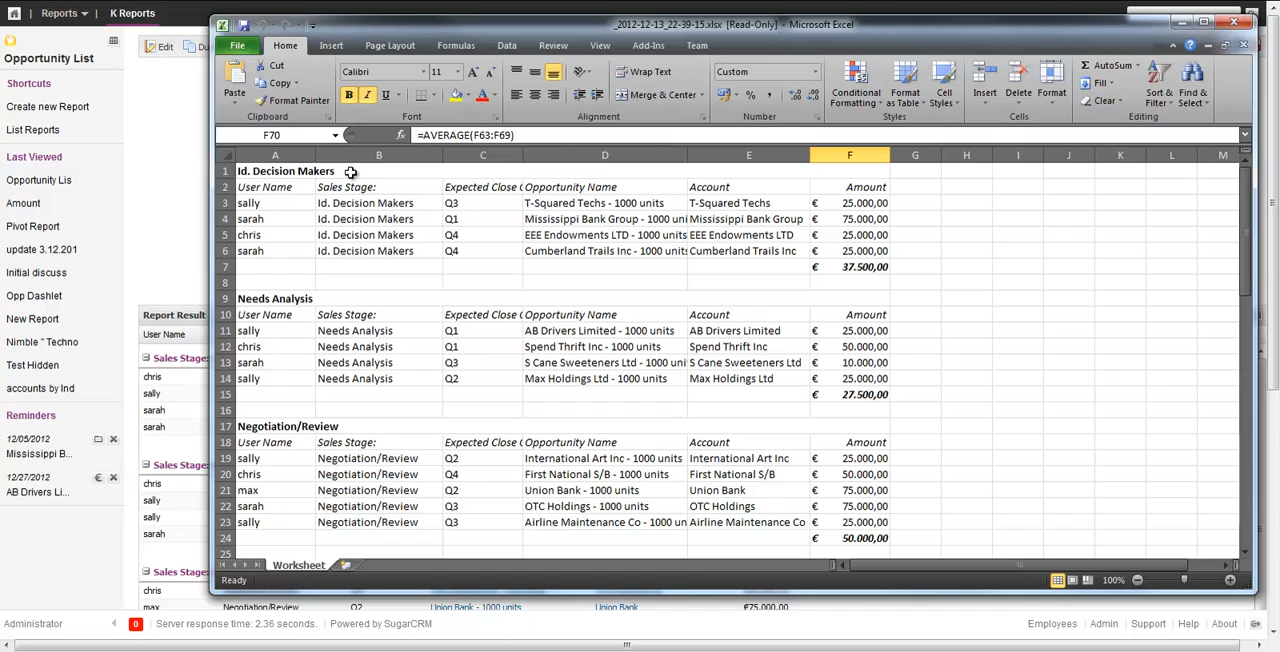 Reports K Reports
_2012-12-13_22-39-15.xlsx [Read-Only] - Microsoft Excel
File Home Insert Page Layout Formulas Data Review View Add-Ins Team
Edit Du
Opportunity List
Shortcuts
Create new Report
List Reports
Last Viewed
Opportunity Lis
Amount
Pivot Report
update 3.12.201
Initial discuss
Opp Dashlet
New Report
Nimble " Techno
Test Hidden
accounts by Ind
Reminders
12/05/2012
Mississippi B...
12/27/2012 €
AB Drivers Li...
Paste Cut
Copy
Format Painter
Clipboard
Calibri 11 A A
B I U A
Font
Wrap Text
Merge & Center
Alignment
Custom
% ,
Number
Conditional Formatting
Format as Table
Cell Styles
Styles
Insert Delete Format
Cells
Σ AutoSum
Fill
Clear
Sort & Filter
Find & Select
Editing
F70 fx =AVERAGE(F63:F69)
A B C D E F G H I J K L M
1 Id. Decision Makers
2 User Name Sales Stage: Expected Close Opportunity Name Account Amount
3 sally Id. Decision Makers Q3 T-Squared Techs - 1000 units T-Squared Techs € 25.000,00
4 sarah Id. Decision Makers Q1 Mississippi Bank Group - 1000 uni Mississippi Bank Group € 75.000,00
5 chris Id. Decision Makers Q4 EEE Endowments LTD - 1000 units EEE Endowments LTD € 25.000,00
6 sarah Id. Decision Makers Q4 Cumberland Trails Inc - 1000 units Cumberland Trails Inc € 25.000,00
7 € 37.500,00
8
9 Needs Analysis
10 User Name Sales Stage: Expected Close Opportunity Name Account Amount
11 sally Needs Analysis Q1 AB Drivers Limited - 1000 units AB Drivers Limited € 25.000,00
12 chris Needs Analysis Q1 Spend Thrift Inc - 1000 units Spend Thrift Inc € 50.000,00
13 sarah Needs Analysis Q3 S Cane Sweeteners Ltd - 1000 unit S Cane Sweeteners Ltd € 10.000,00
14 sally Needs Analysis Q2 Max Holdings Ltd - 1000 units Max Holdings Ltd € 25.000,00
15 € 27.500,00
16
17 Negotiation/Review
18 User Name Sales Stage: Expected Close Opportunity Name Account Amount
19 sally Negotiation/Review Q2 International Art Inc - 1000 units International Art Inc € 25.000,00
20 chris Negotiation/Review Q4 First National S/B - 1000 units First National S/B € 50.000,00
21 max Negotiation/Review Q2 Union Bank - 1000 units Union Bank € 75.000,00
22 sarah Negotiation/Review Q3 OTC Holdings - 1000 units OTC Holdings € 75.000,00
23 sally Negotiation/Review Q3 Airline Maintenance Co - 1000 un Airline Maintenance Co € 25.000,00
24 € 50.000,00
25
Worksheet
Ready 100%
Report Result
User Name
Sales Stage:
chris
sally
sarah
sarah
Sales Stage:
chris
sally
sally
sarah
Sales Stage:
chris
max Negotiation/Review Q2 Union Bank - 1000 units Union Bank €75.000,00
Administrator 0 Server response time: 2.36 seconds. Powered by SugarCRM Employees Admin Support Help About